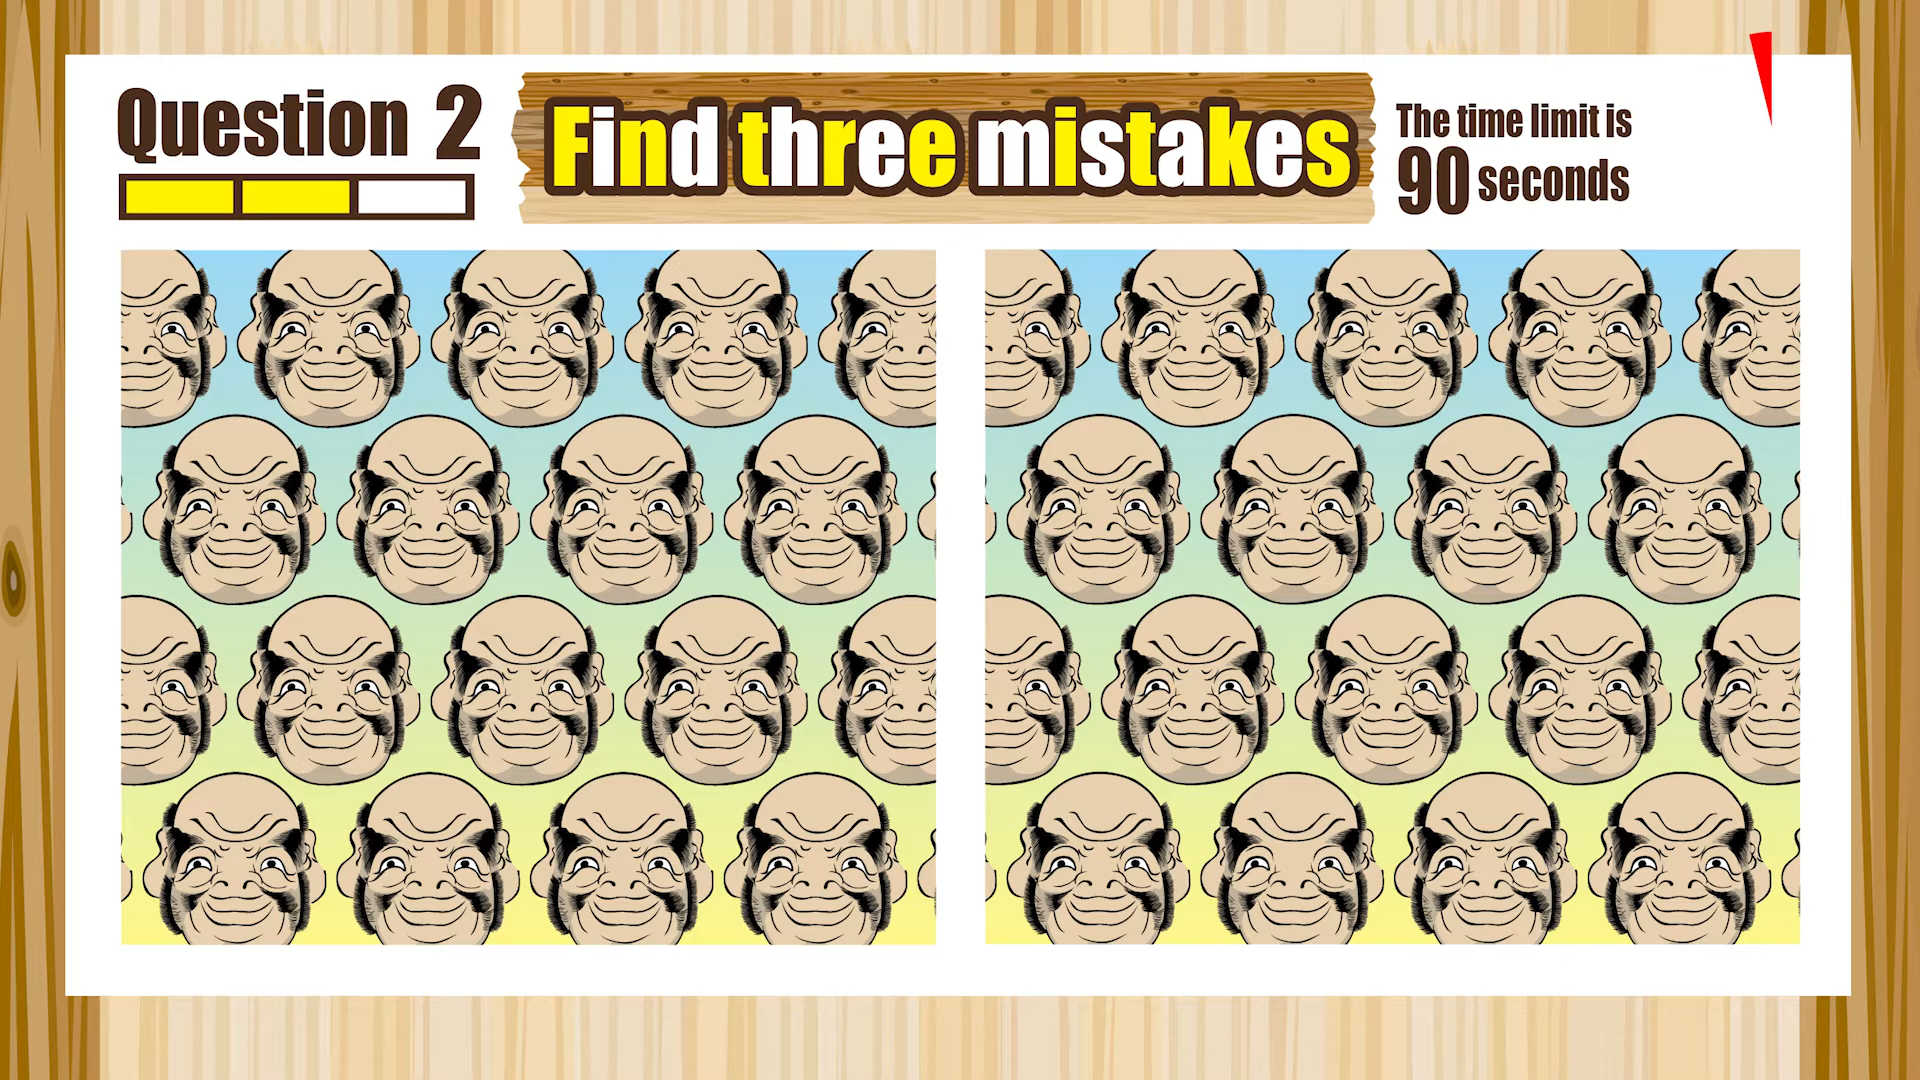 Question 2
Find three mistakes
The time limit is
90 seconds